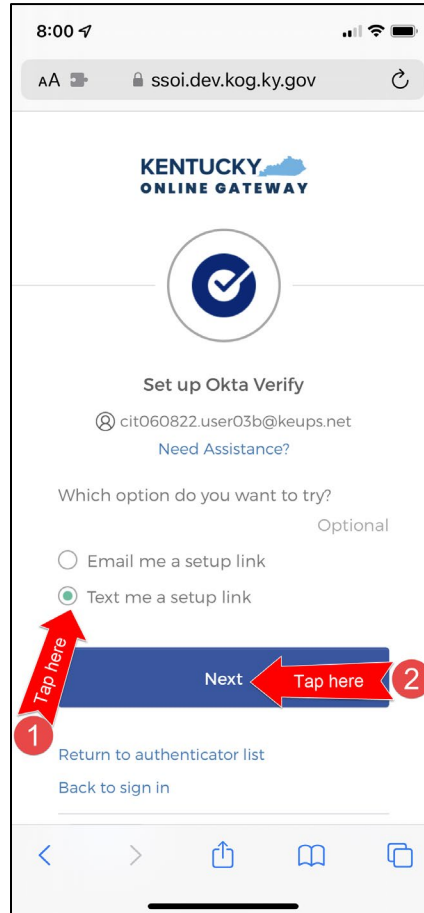 8:00
AA ssoi.dev.kog.ky.gov
KENTUCKY
ONLINE GATEWAY
Set up Okta Verify
cit060822.user03b@keups.net
Need Assistance?
Which option do you want to try?
Optional
Email me a setup link
Text me a setup link
Tap here
1
Next
Tap here
2
Return to authenticator list
Back to sign in